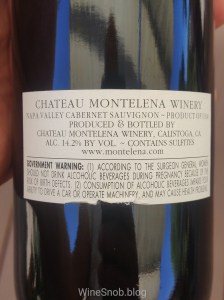 CHATEAU MONTELENA WINERY
NAPA VALLEY CABERNET SAUVIGNON - PRODUCT OF USA
PRODUCED & BOTTLED BY
CHATEAU MONTELENA WINERY, CALISTOGA, CA
ALC. 14.2% BY VOL. - CONTAINS SULFITES
www.montelena.com
GOVERNMENT WARNING: (1) ACCORDING TO THE SURGEON GENERAL, WOMEN
SHOULD NOT DRINK ALCOHOLIC BEVERAGES DURING PREGNANCY BECAUSE OF THE
RISK OF BIRTH DEFECTS. (2) CONSUMPTION OF ALCOHOLIC BEVERAGES IMPAIRS YOUR
ABILITY TO DRIVE A CAR OR OPERATE MACHINERY, AND MAY CAUSE HEALTH PROBLEMS.
WineSnob.blog